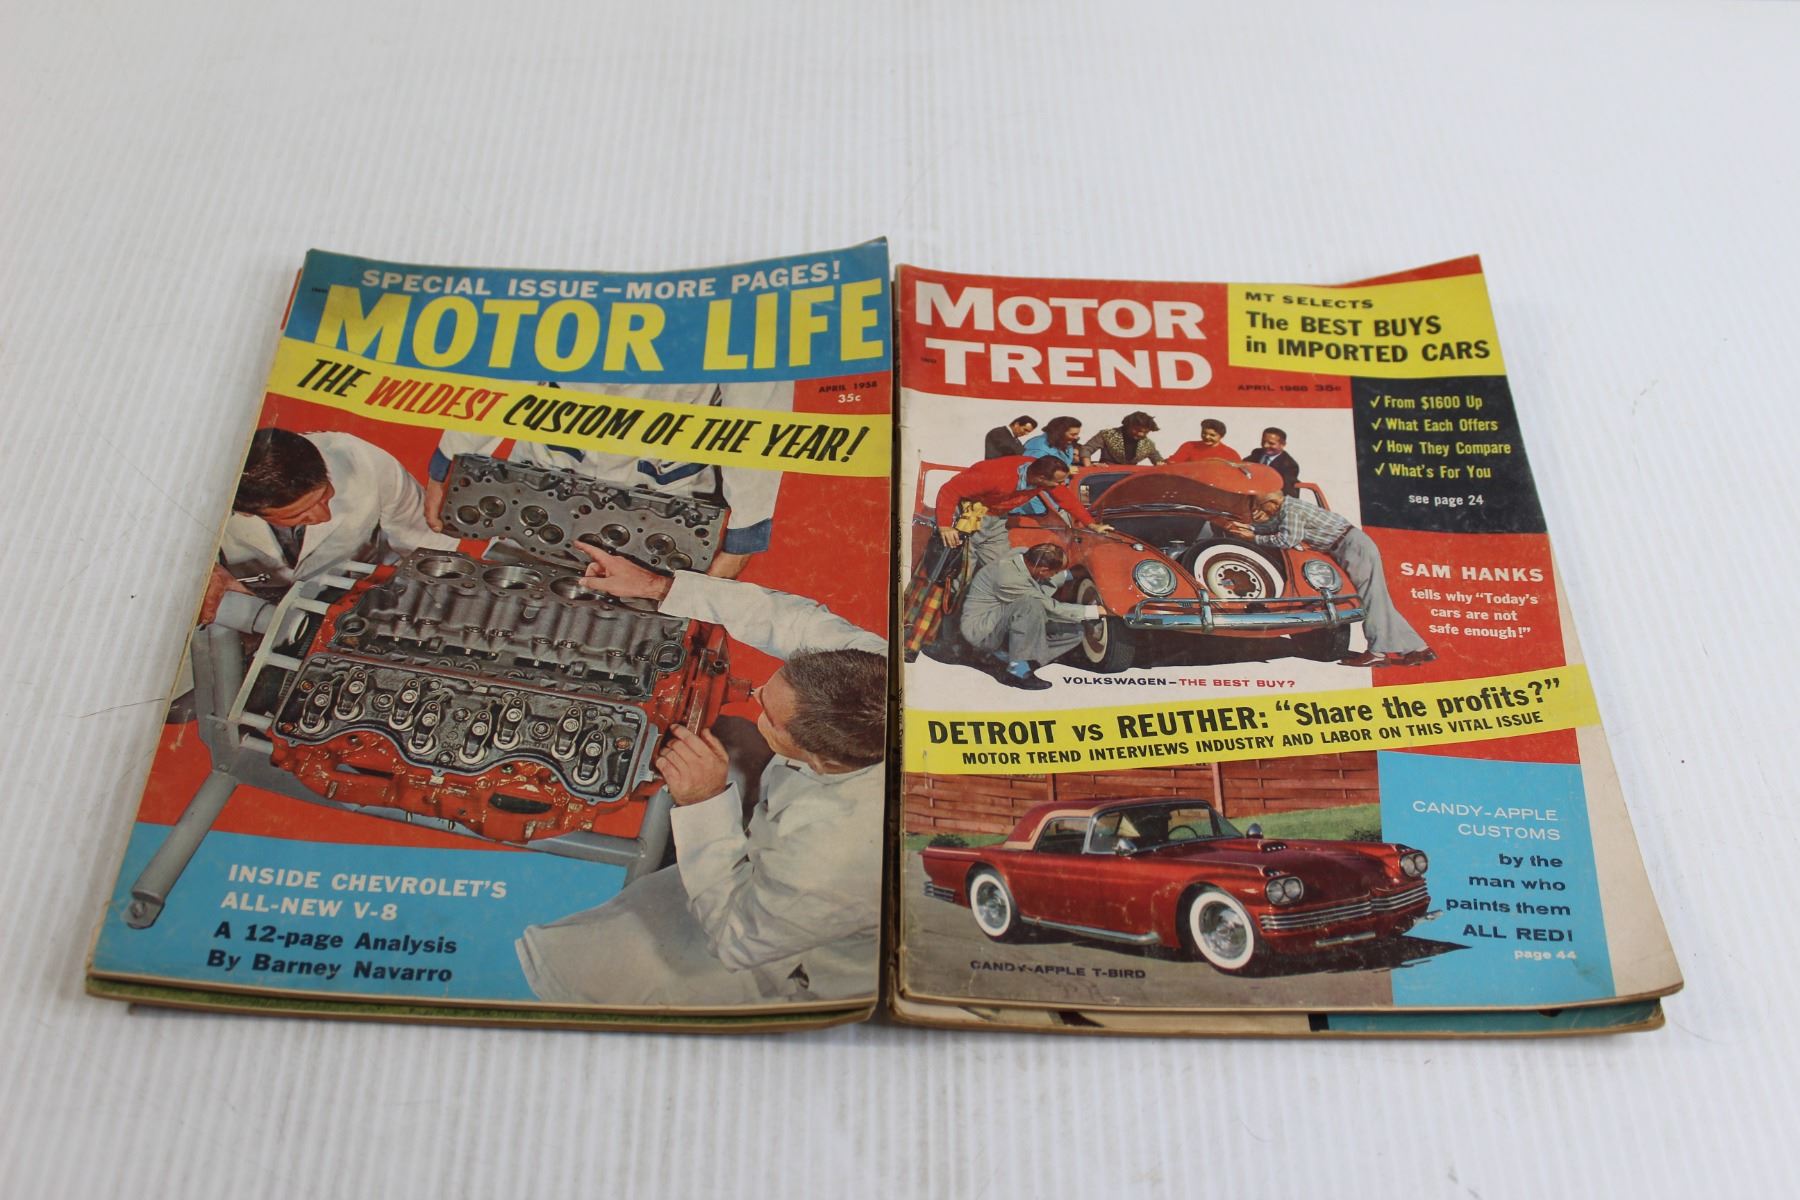 SPECIAL ISSUE—MORE PAGES!
MOTOR LIFE
THE WILDEST CUSTOM OF THE YEAR!
APRIL 1958
35c
INSIDE CHEVROLET'S
ALL-NEW V-8
A 12-page Analysis
By Barney Navarro
MOTOR
TREND
APRIL 1958 35c
MT SELECTS
The BEST BUYS
in IMPORTED CARS
✓ From $1600 Up
✓ What Each Offers
✓ How They Compare
✓ What's For You
see page 24
SAM HANKS
tells why "Today's
cars are not
safe enough!"
VOLKSWAGEN—THE BEST BUY?
DETROIT vs REUTHER: "Share the profits?"
MOTOR TREND INTERVIEWS INDUSTRY AND LABOR ON THIS VITAL ISSUE
CANDY-APPLE
CUSTOMS
by the
man who
paints them
ALL RED!
page 44
CANDY-APPLE T-BIRD